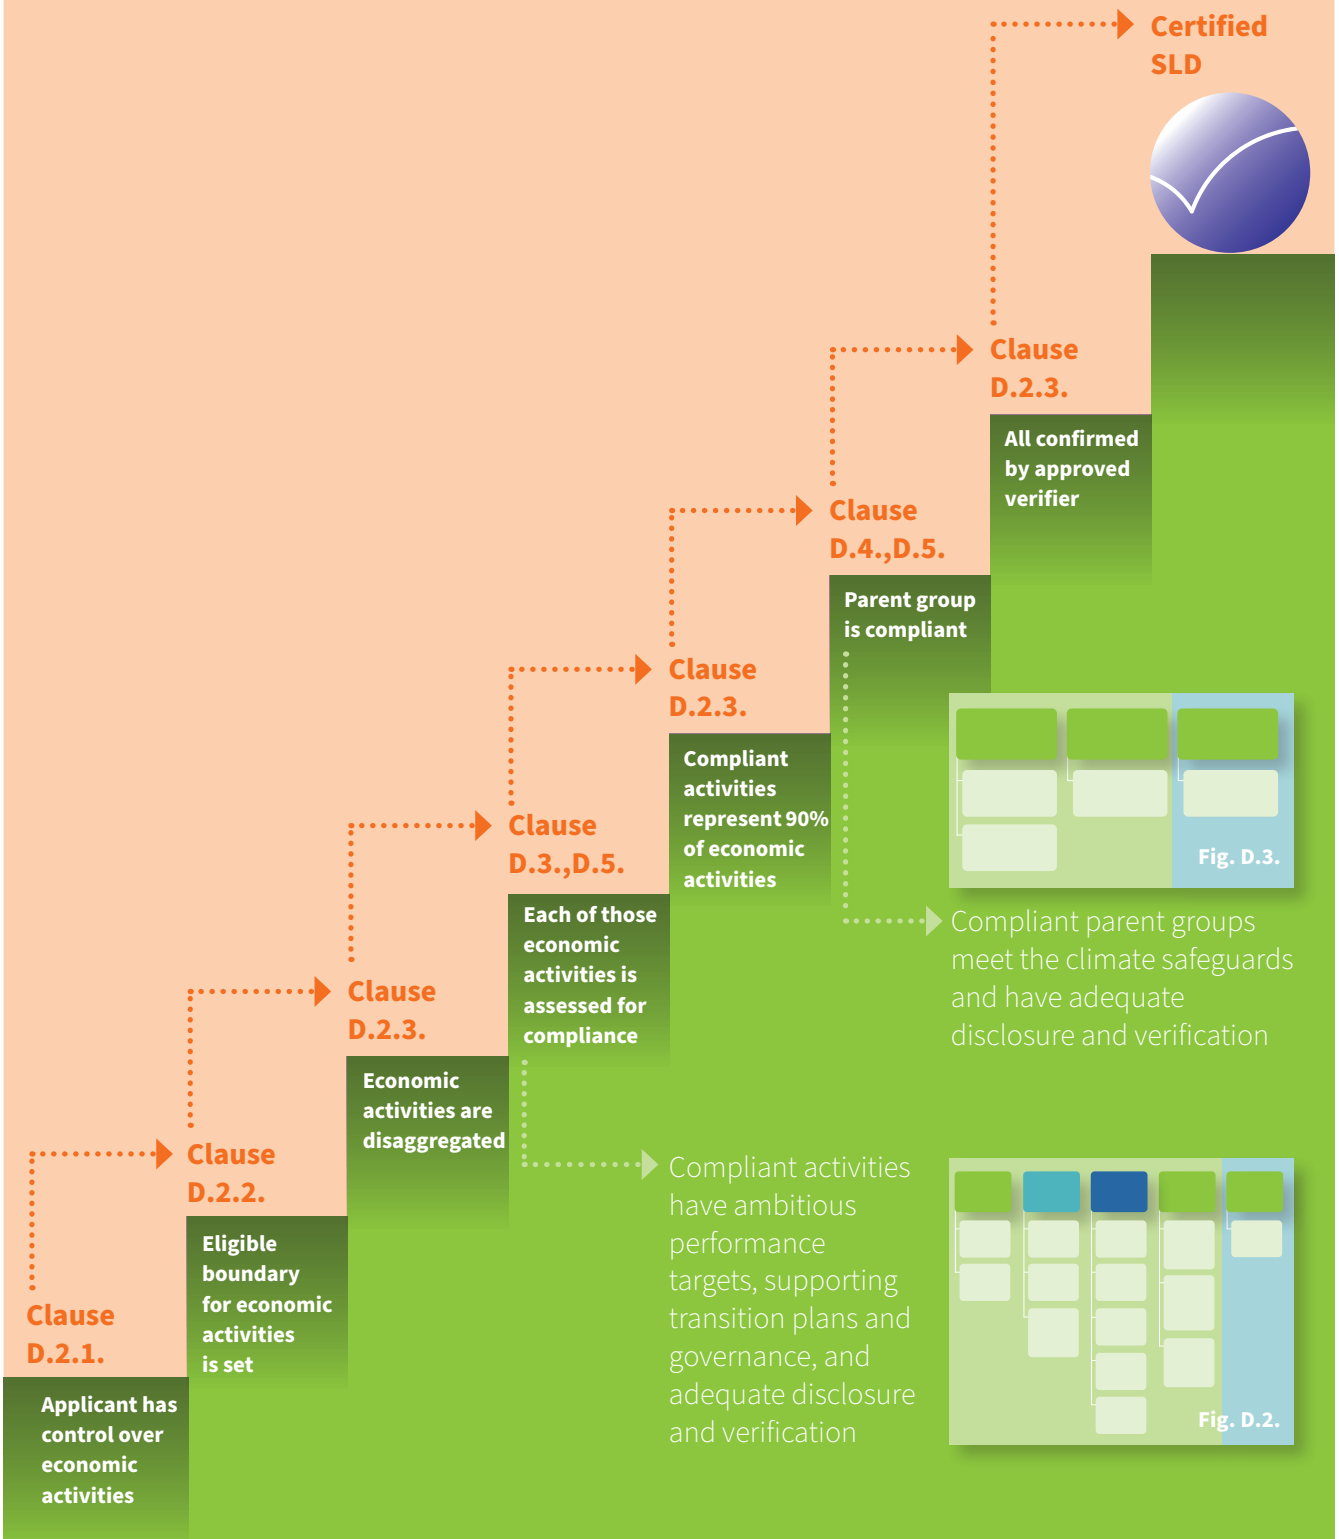 Certified
SLD
Clause
D.2.3.
All confirmed
by approved
verifier
Clause
D.4.,D.5.
Parent group
is compliant
Clause
D.2.3.
Compliant
activities
represent 90%
of economic
activities
Fig. D.3.
Compliant parent groups
meet the climate safeguards
and have adequate
disclosure and verification
Clause
D.3.,D.5.
Each of those
economic
activities is
assessed for
compliance
Clause
D.2.3.
Economic
activities are
disaggregated
Compliant activities
have ambitious
performance
targets, supporting
transition plans and
governance, and
adequate disclosure
and verification
Fig. D.2.
Clause
D.2.2.
Eligible
boundary
for economic
activities
is set
Clause
D.2.1.
Applicant has
control over
economic
activities